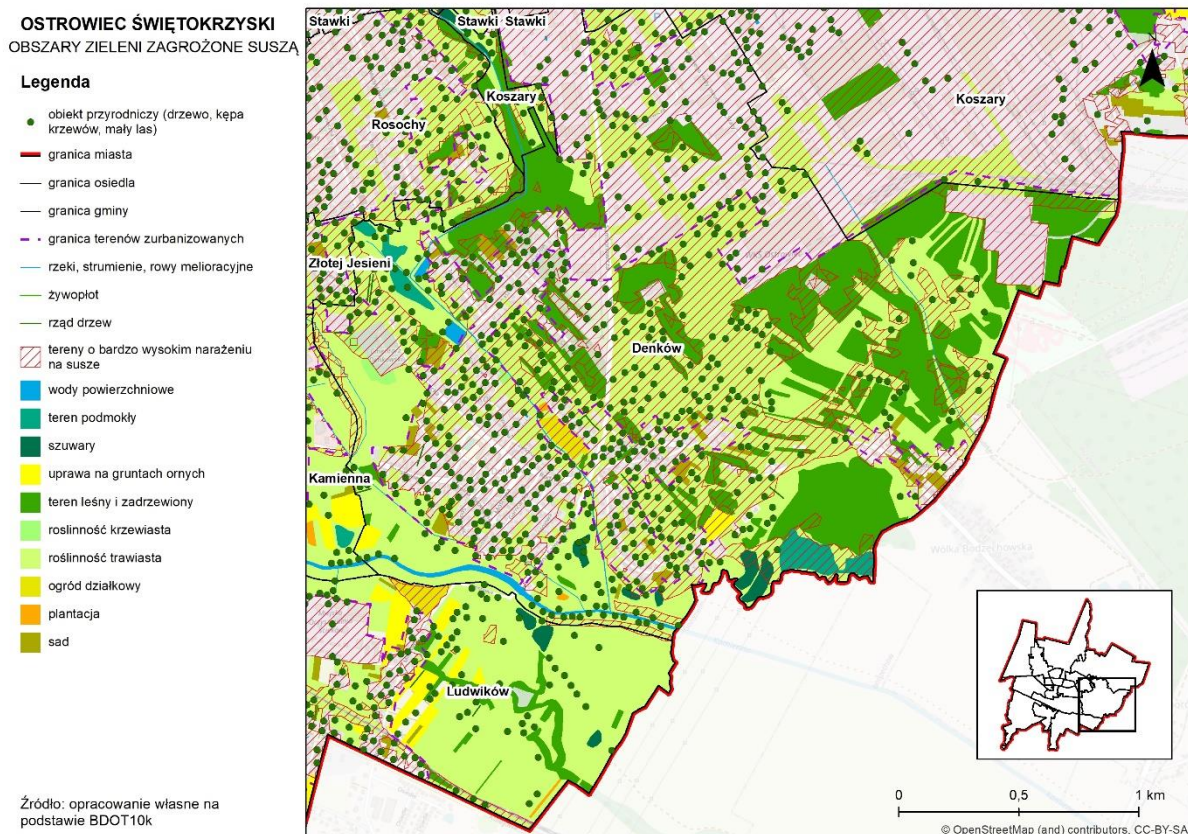 OSTROWIEC ŚWIĘTOKRZYSKI
OBSZARY ZIELENI ZAGROŻONE SUSZĄ
Legenda
obiekt przyrodniczy (drzewo, kępa
krzewów, mały las)
granica miasta
granica osiedla
granica gminy
granica terenów zurbanizowanych
rzeki, strumienie, rowy melioracyjne
żywopłot
rząd drzew
tereny o bardzo wysokim narażeniu
na susze
wody powierzchniowe
teren podmokły
szuwary
uprawa na gruntach ornych
teren leśny i zadrzewiony
roslinność krzewiasta
roślinność trawiasta
ogród działkowy
plantacja
sad
Źródło: opracowanie własne na
podstawie BDOT10k
Stawki
Stawki Stawki
Koszary
Koszary
Rosochy
Złotej Jesieni
Denków
Kamienna
Wólka Bodzechowska
Ludwików
0 0,5 1 km
© OpenStreetMap (and) contributors, CC-BY-SA